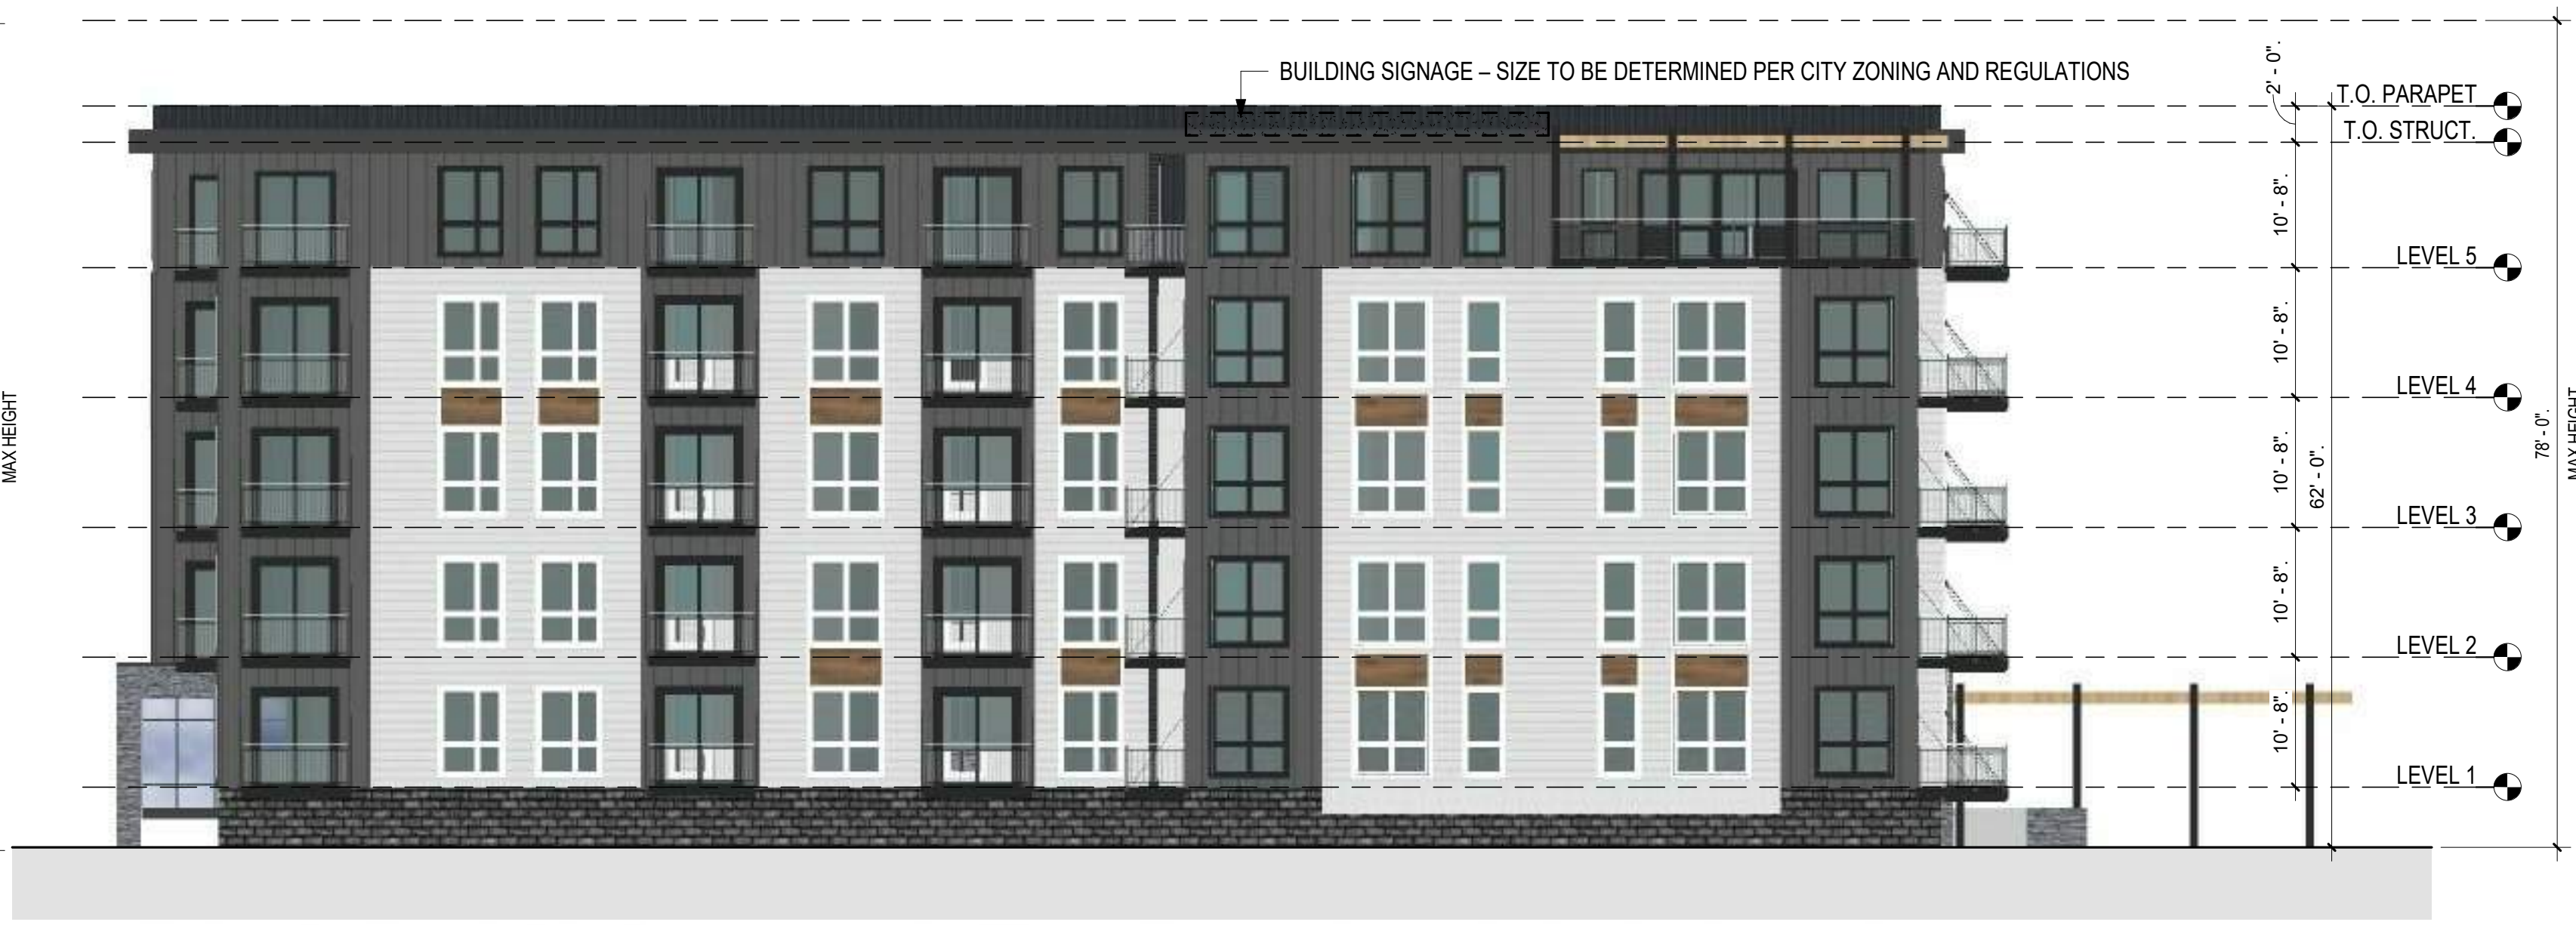 BUILDING SIGNAGE – SIZE TO BE DETERMINED PER CITY ZONING AND REGULATIONS
2' - 0".
T.O. PARAPET
T.O. STRUCT.
10' - 8".
LEVEL 5
10' - 8".
LEVEL 4
MAX HEIGHT
78' - 0".
MAX HEIGHT
10' - 8".
62' - 0".
LEVEL 3
10' - 8".
LEVEL 2
10' - 8".
LEVEL 1